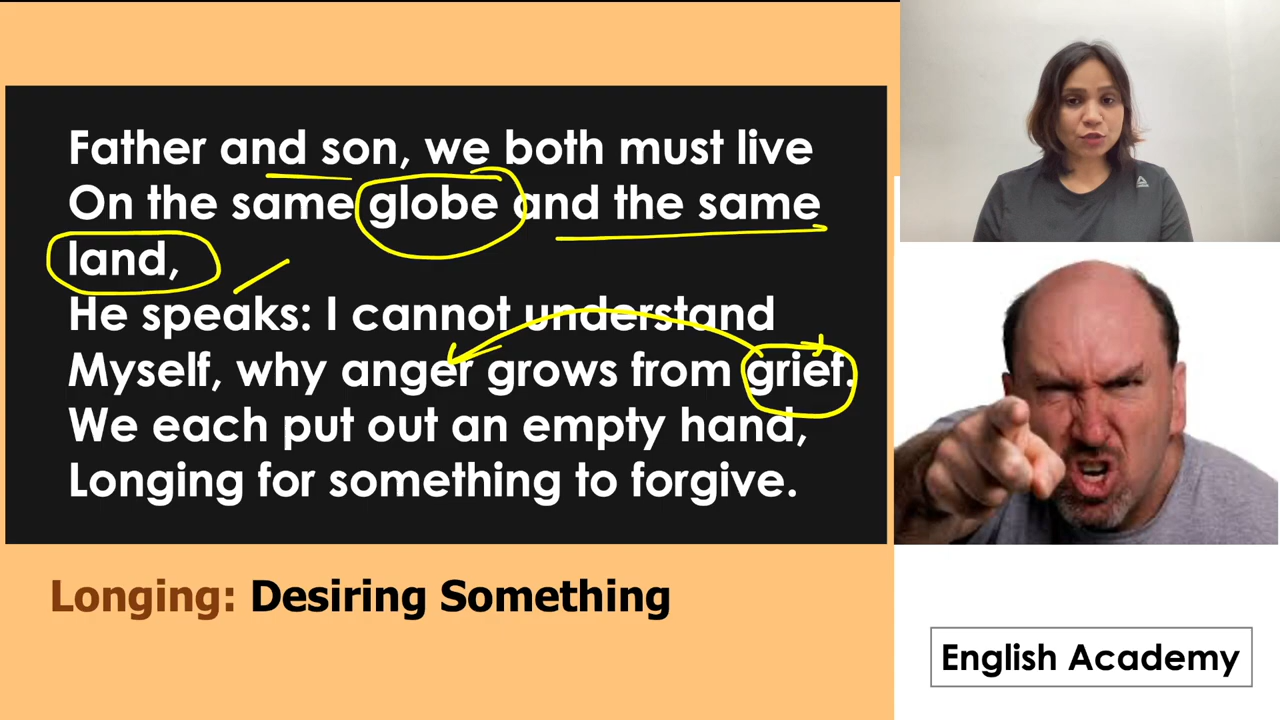 Father and son, we both must live
On the same globe and the same
land,
He speaks: I cannot understand
Myself, why anger grows from grief.
We each put out an empty hand,
Longing for something to forgive.
Longing: Desiring Something
English Academy